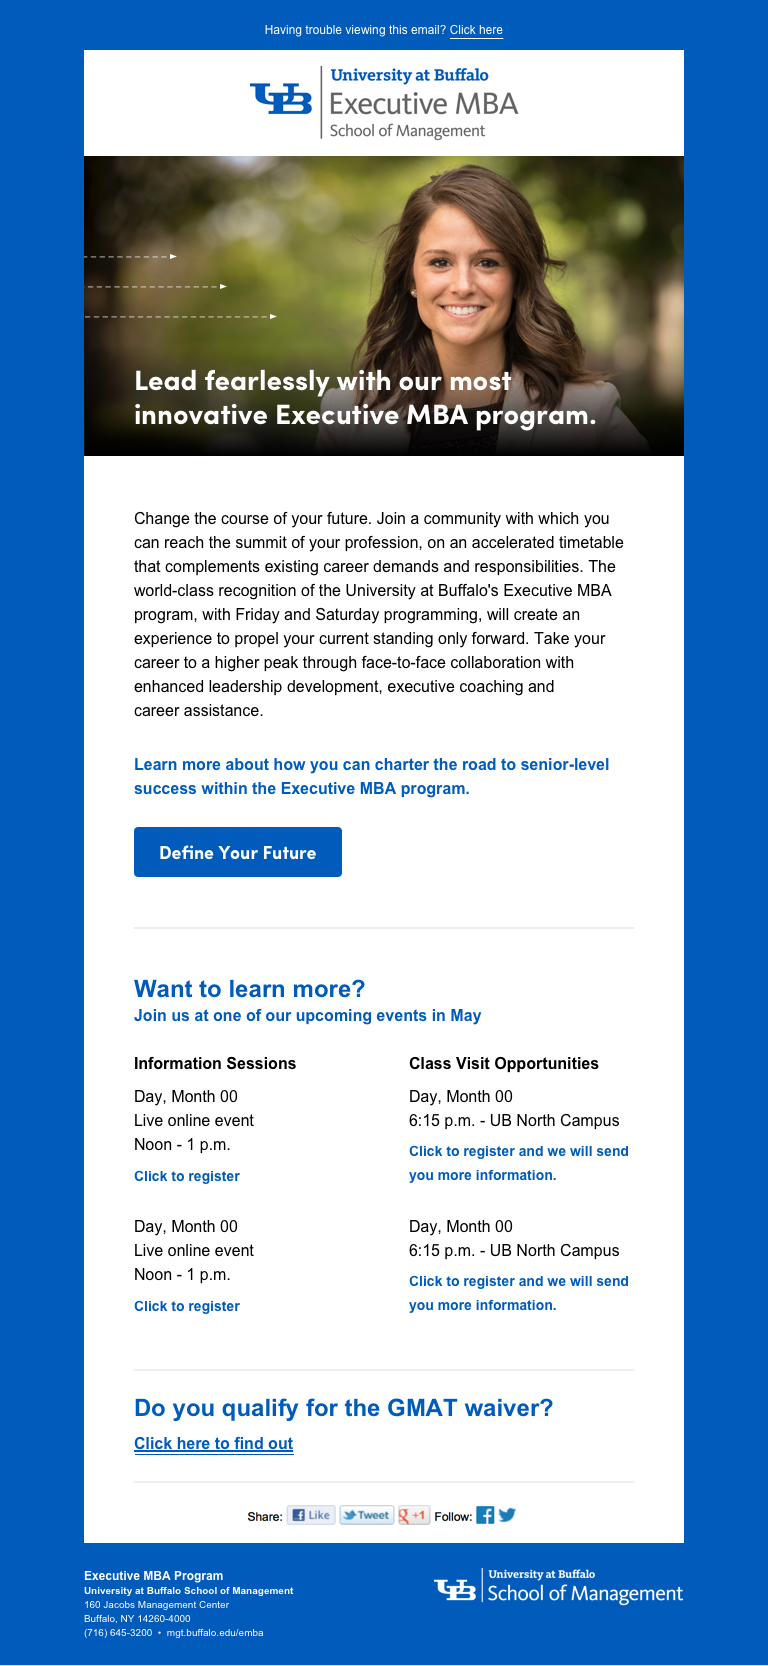 Having trouble viewing this email? Click here
UB
University at Buffalo
Executive MBA
School of Management
Lead fearlessly with our most
innovative Executive MBA program.
Change the course of your future. Join a community with which you
can reach the summit of your profession, on an accelerated timetable
that complements existing career demands and responsibilities. The
world-class recognition of the University at Buffalo's Executive MBA
program, with Friday and Saturday programming, will create an
experience to propel your current standing only forward. Take your
career to a higher peak through face-to-face collaboration with
enhanced leadership development, executive coaching and
career assistance.
Learn more about how you can charter the road to senior-level
success within the Executive MBA program.
Define Your Future
Want to learn more?
Join us at one of our upcoming events in May
Information Sessions
Day, Month 00
Live online event
Noon - 1 p.m.
Click to register
Day, Month 00
Live online event
Noon - 1 p.m.
Click to register
Class Visit Opportunities
Day, Month 00
6:15 p.m. - UB North Campus
Click to register and we will send
you more information.
Day, Month 00
6:15 p.m. - UB North Campus
Click to register and we will send
you more information.
Do you qualify for the GMAT waiver?
Click here to find out
Share: f Like Tweet g +1 Follow: f
Executive MBA Program
University at Buffalo School of Management
160 Jacobs Management Center
Buffalo, NY 14260-4000
(716) 645-3200 • mgt.buffalo.edu/emba
UB
University at Buffalo
School of Management